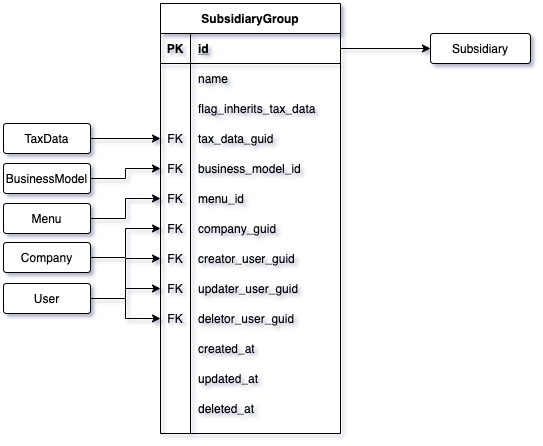 SubsidiaryGroup
PK id
Subsidiary
name
flag_inherits_tax_data
TaxData
FK tax_data_guid
BusinessModel
FK business_model_id
Menu
FK menu_id
Company
FK company_guid
FK creator_user_guid
User
FK updater_user_guid
FK deletor_user_guid
created_at
updated_at
deleted_at